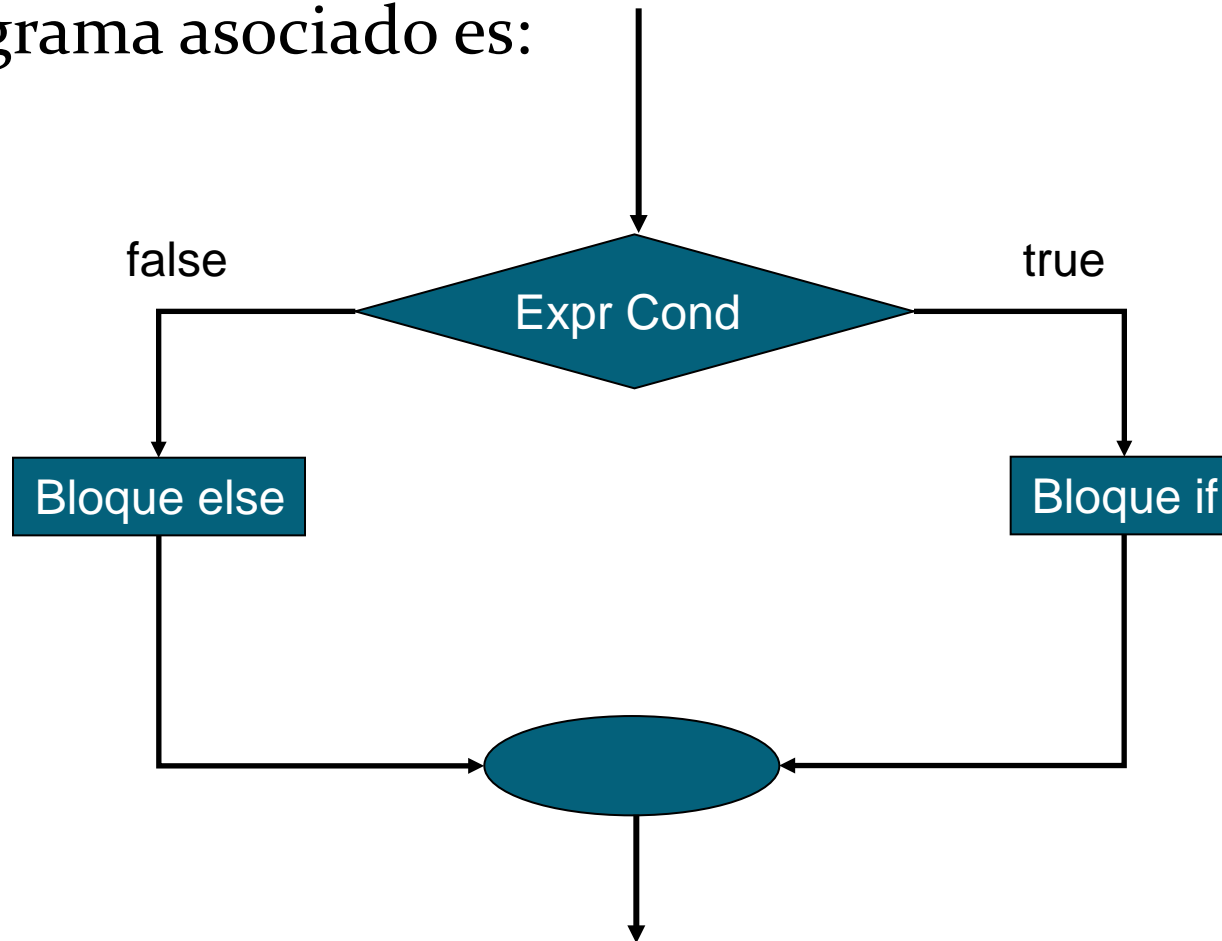 grama asociado es:
false
true
Expr Cond
Bloque else
Bloque if